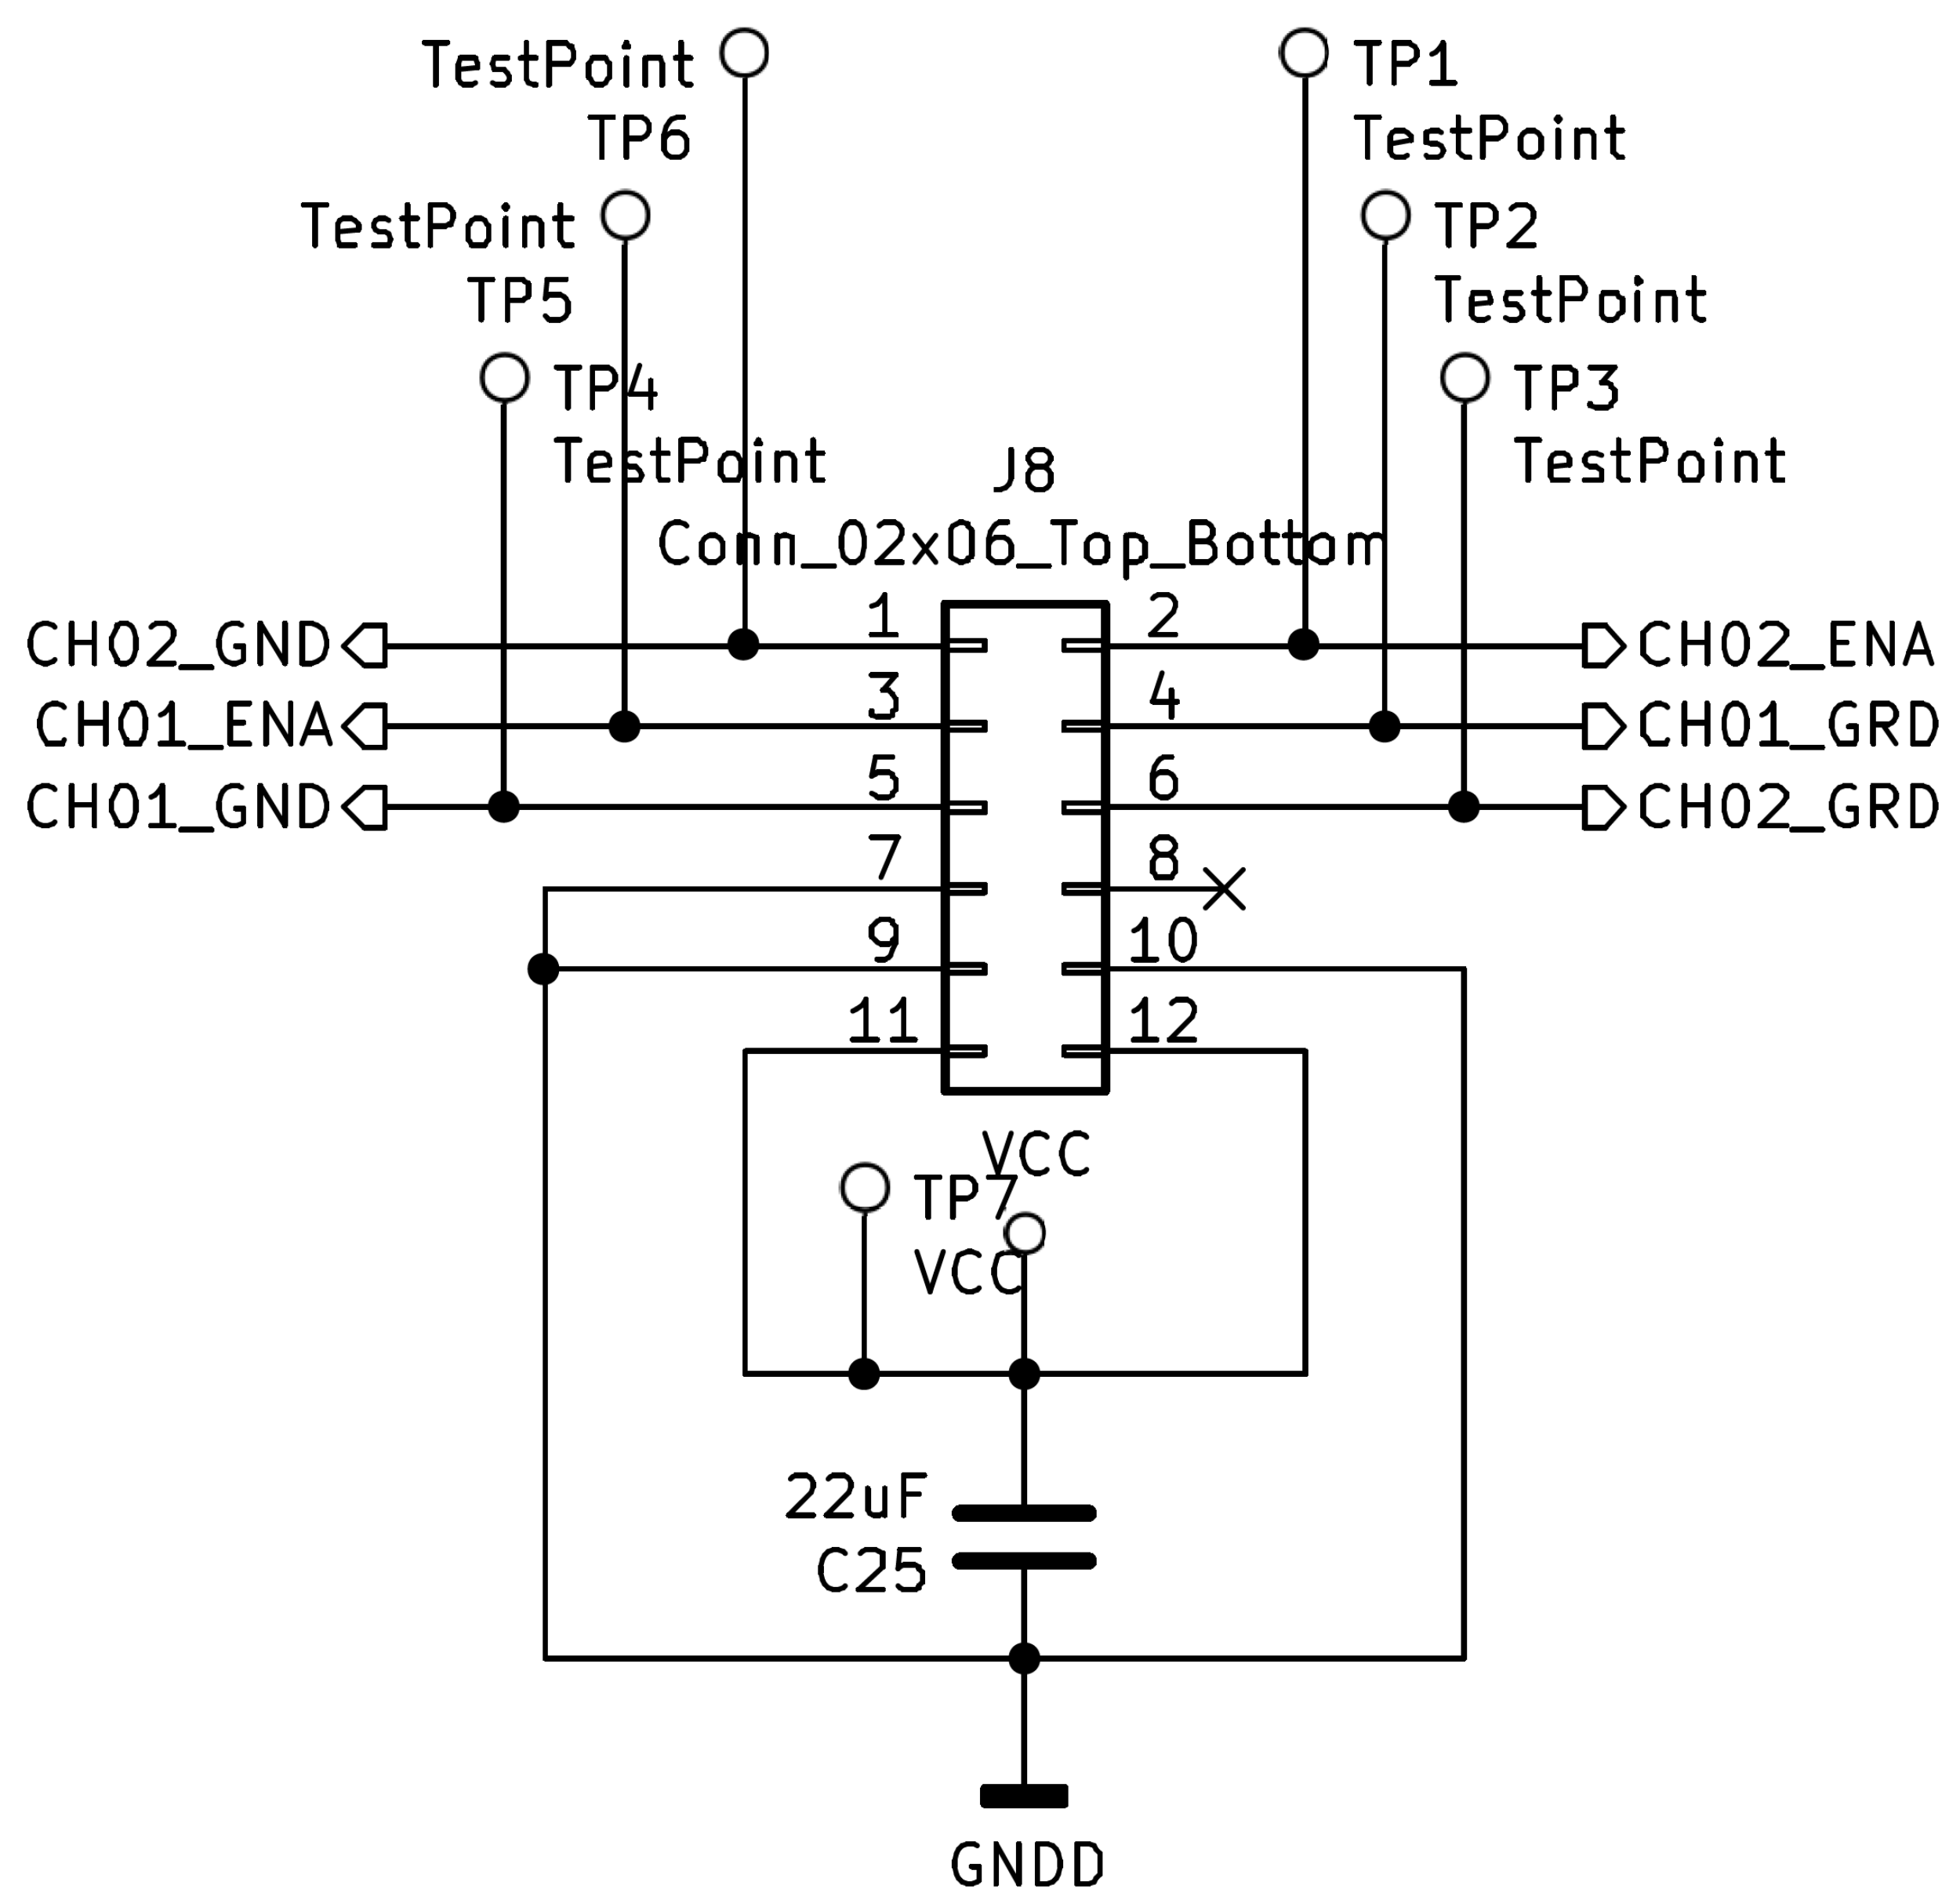 TestPoint
TP6
TP1
TestPoint
TestPoint
TP5
TP2
TestPoint
TP4
TestPoint
TP3
TestPoint
J8
Conn_02x06_Top_Bottom
1
2
CH02_GND
CH02_ENA
3
4
CH01_ENA
CH01_GRD
5
6
CH01_GND
CH02_GRD
7
8
9
10
11
12
VCC
TP7
VCC
22uF
C25
GNDD